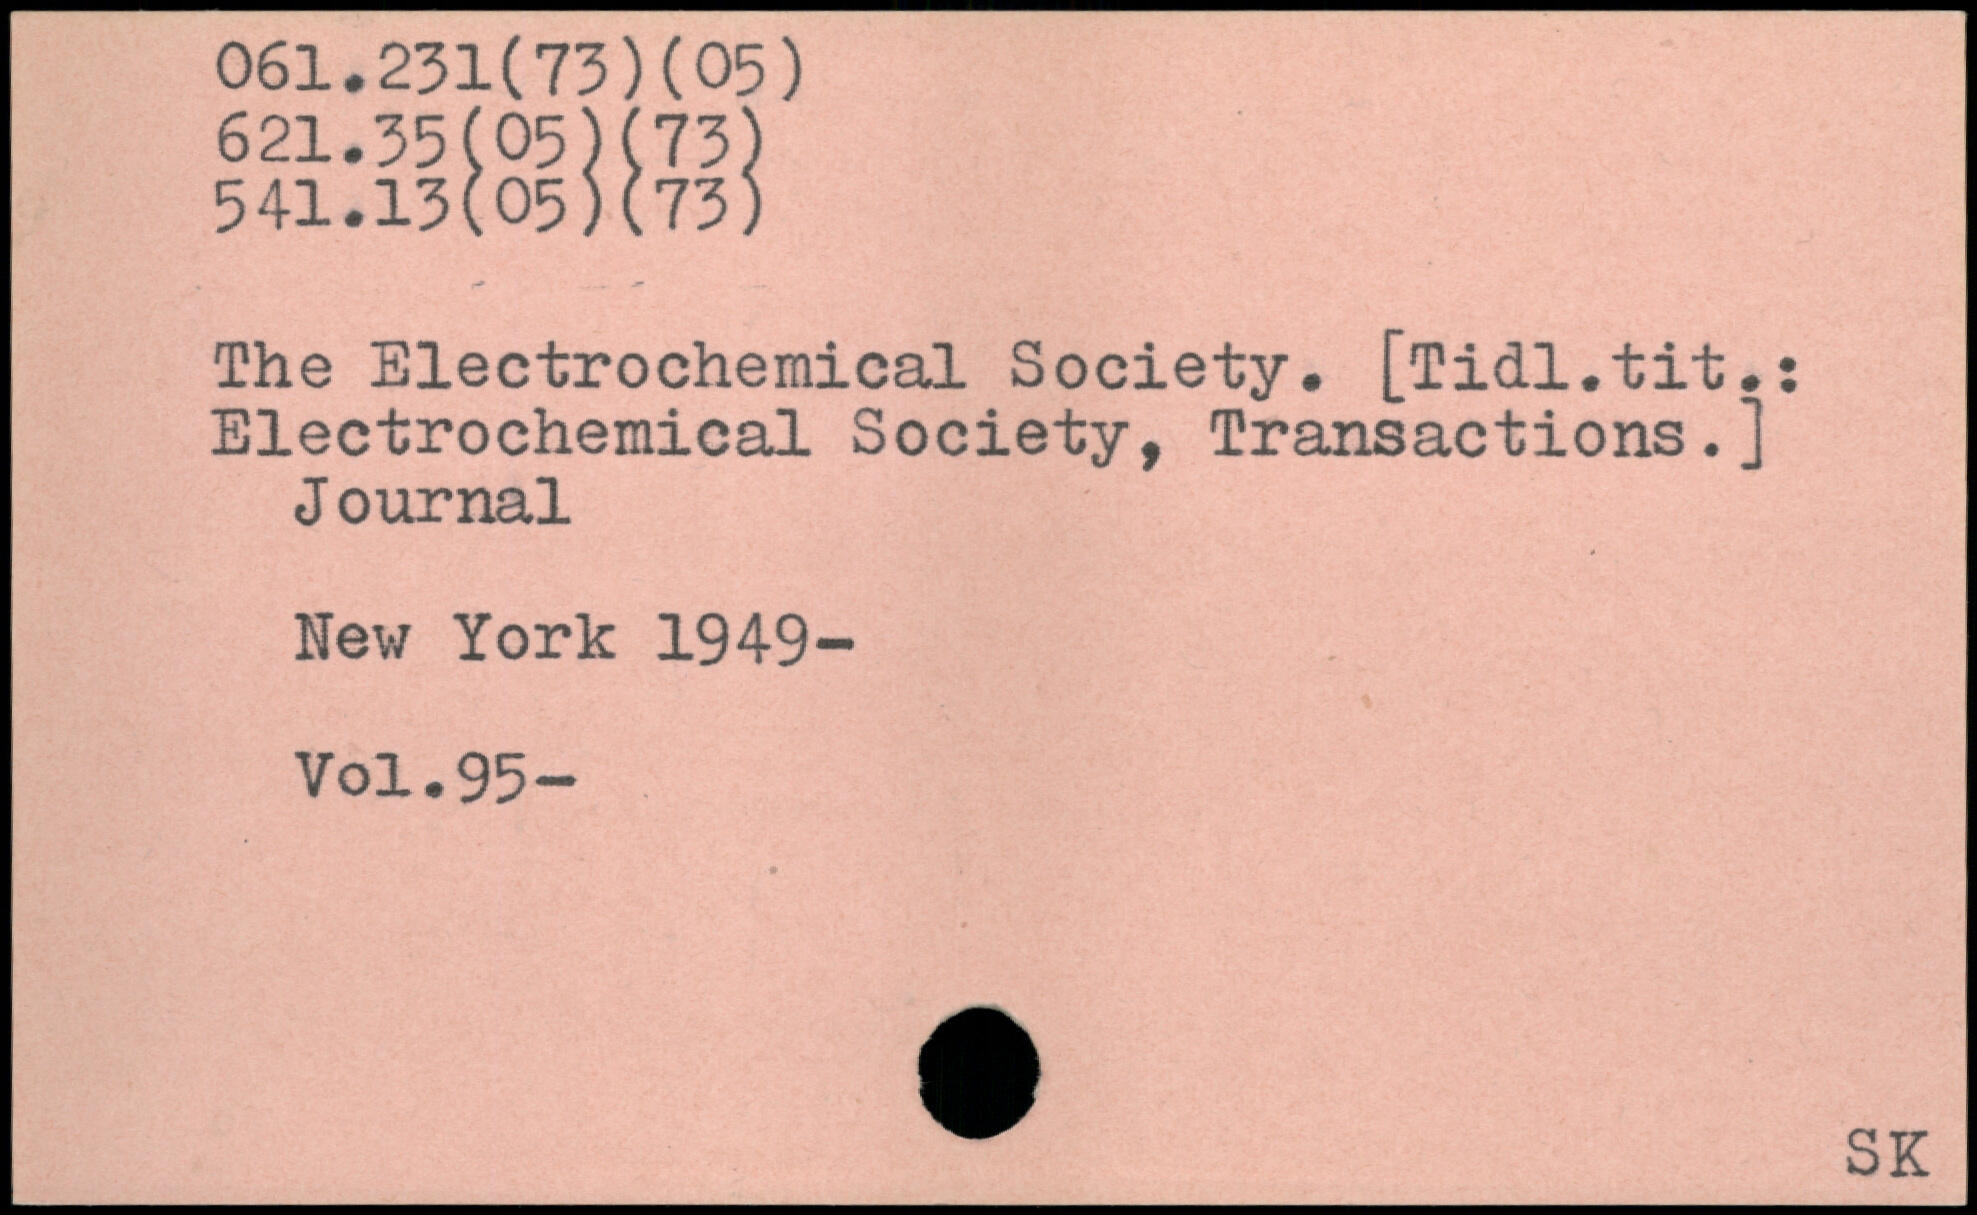 061.231(73)(05)
621.35(05)(73)
541.13(05)(73)
The Electrochemical Society. [Tidl.tit.:
Electrochemical Society, Transactions.]
Journal
New York 1949-
Vol.95-
SK